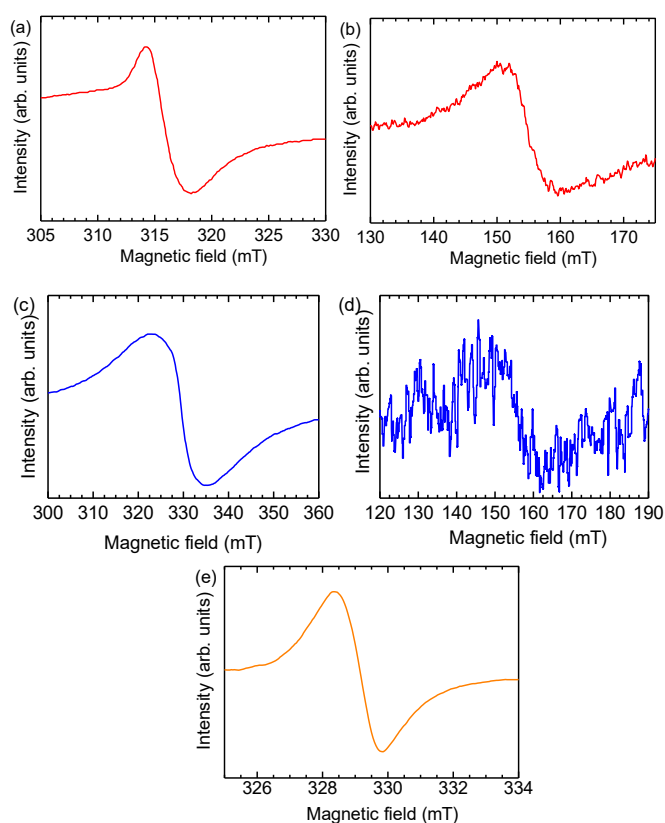 (a)
Intensity (arb. units)
305 310 315 320 325 330
Magnetic field (mT)
(b)
Intensity (arb. units)
130 140 150 160 170
Magnetic field (mT)
(c)
Intensity (arb. units)
300 310 320 330 340 350 360
Magnetic field (mT)
(d)
Intensity (arb. units)
120 130 140 150 160 170 180 190
Magnetic field (mT)
(e)
Intensity (arb. units)
326 328 330 332 334
Magnetic field (mT)